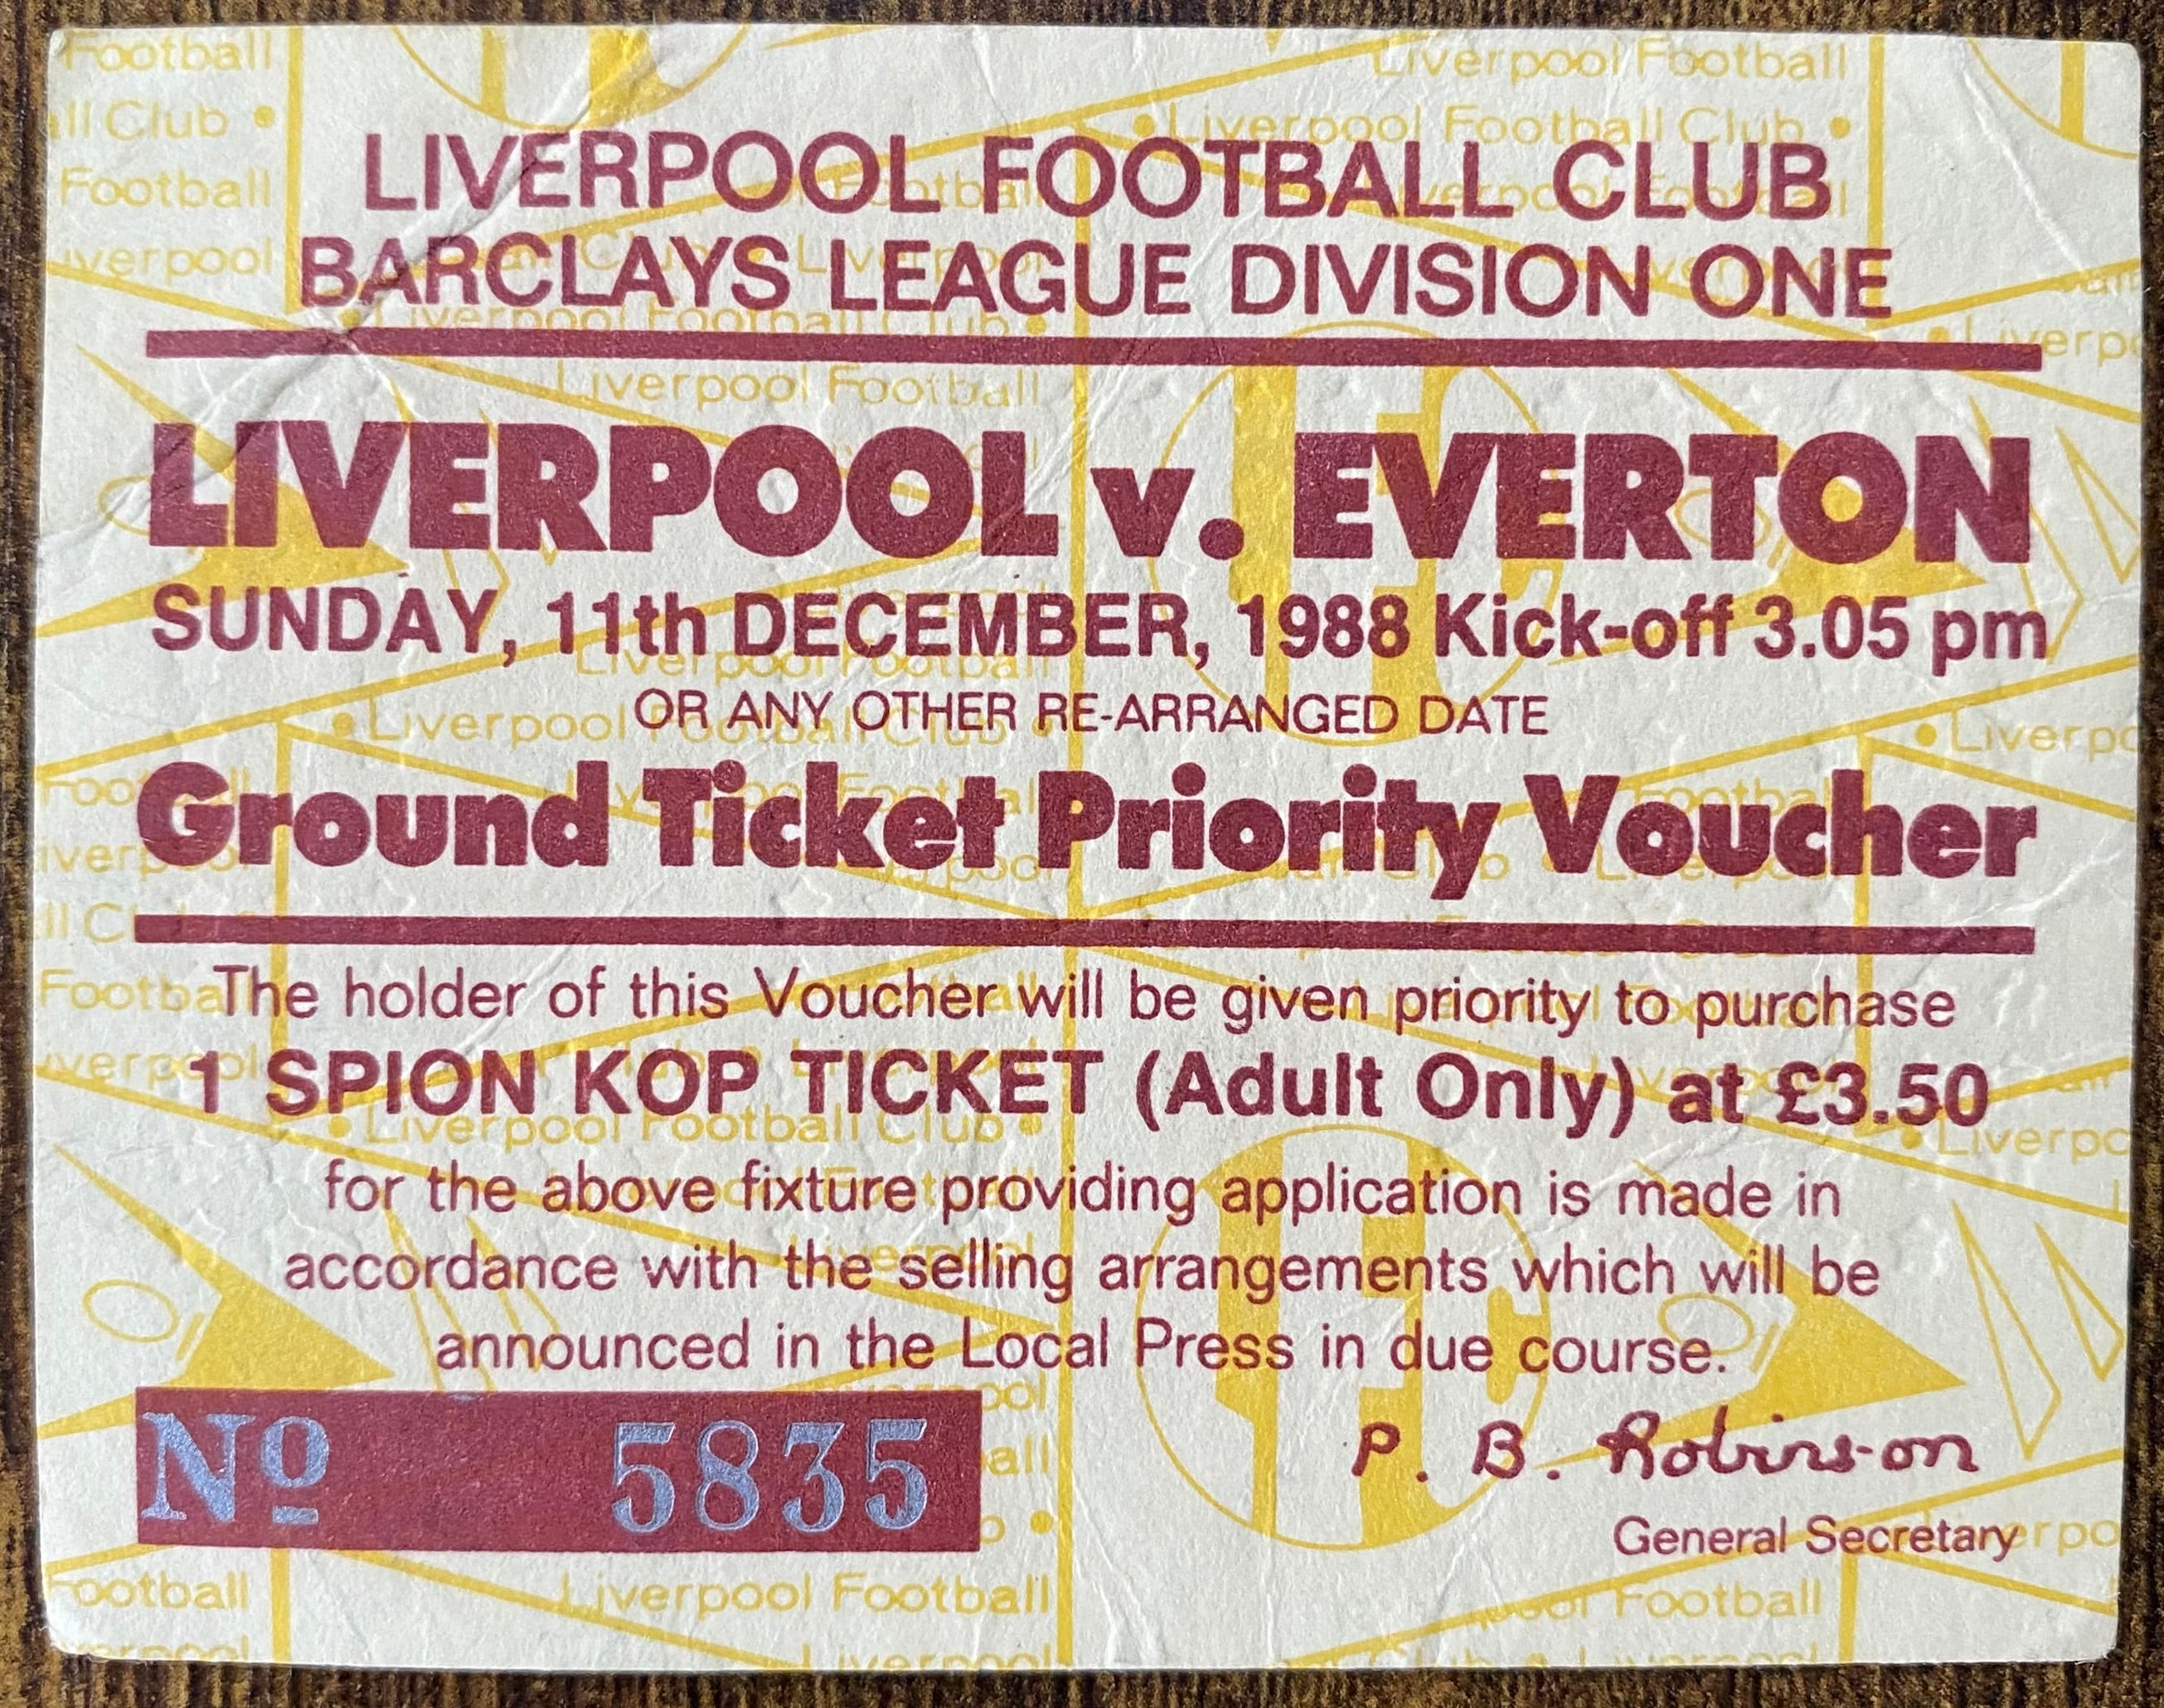 LIVERPOOL FOOTBALL CLUB
BARCLAYS LEAGUE DIVISION ONE
LIVERPOOL v. EVERTON
SUNDAY, 11th DECEMBER, 1988 Kick-off 3.05 pm
OR ANY OTHER RE-ARRANGED DATE
Ground Ticket Priority Voucher
The holder of this Voucher will be given priority to purchase
1 SPION KOP TICKET (Adult Only) at £3.50
for the above fixture providing application is made in
accordance with the selling arrangements which will be
announced in the Local Press in due course.
Nº 5835
P. B. Robinson
General Secretary